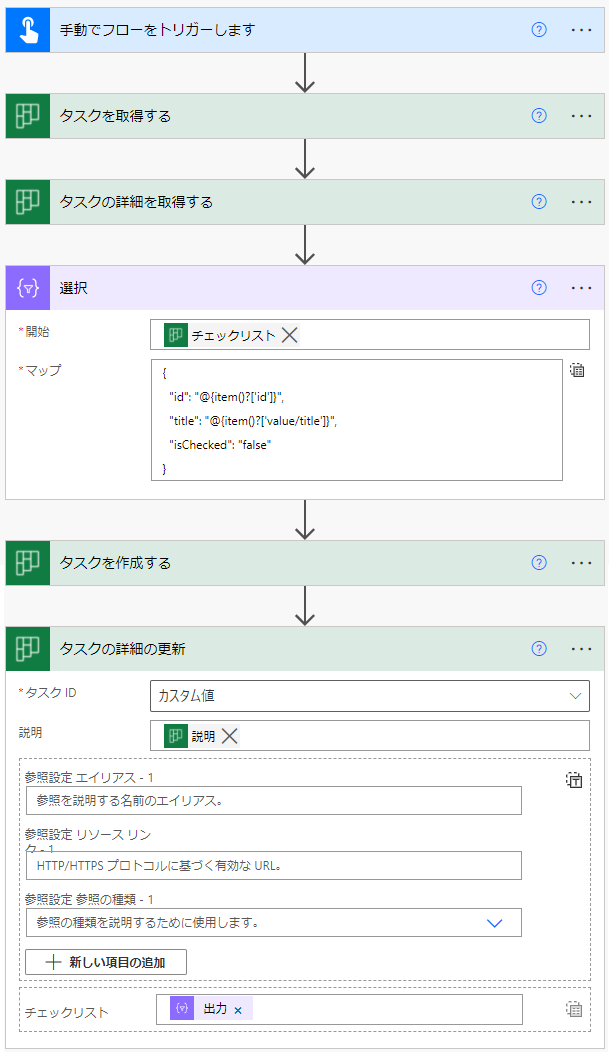 手動でフローをトリガーします
タスクを取得する
タスクの詳細を取得する
選択
*開始
チェックリスト
*マップ
{
"id": "@{item()?['id']}",
"title": "@{item()?['value/title']}",
"isChecked": "false"
}
タスクを作成する
タスクの詳細の更新
*タスク ID
カスタム値
説明
説明
参照設定 エイリアス - 1
参照を説明する名前のエイリアス。
参照設定 リソース リン
ク - 1
HTTP/HTTPS プロトコルに基づく有効な URL。
参照設定 参照の種類 - 1
参照の種類を説明するために使用します。
新しい項目の追加
チェックリスト
出力